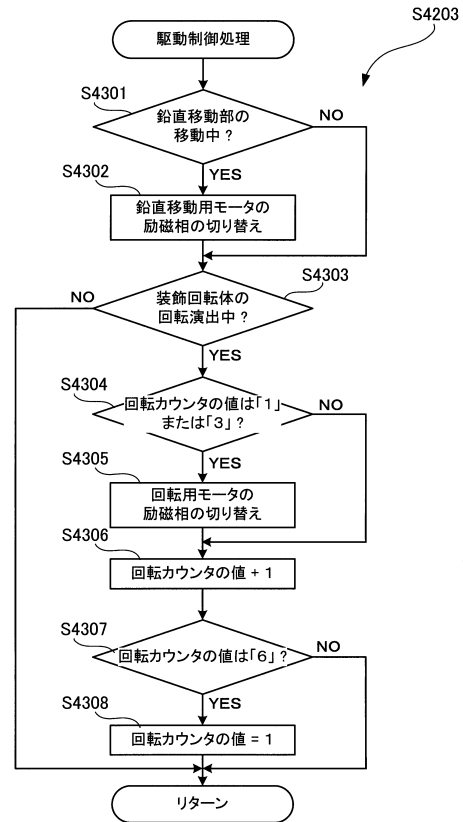 S4203
駆動制御処理
S4301
鉛直移動部の
移動中？
NO
YES
S4302
鉛直移動用モータの
励磁相の切り替え
S4303
装飾回転体の
回転演出中？
NO
YES
S4304
回転カウンタの値は「1」
または「3」？
NO
YES
S4305
回転用モータの
励磁相の切り替え
S4306
回転カウンタの値 + 1
S4307
回転カウンタの値は「6」？
NO
YES
S4308
回転カウンタの値 = 1
リターン